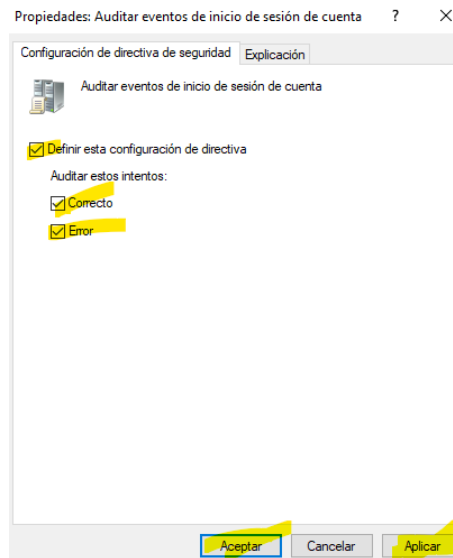 Propiedades: Auditar eventos de inicio de sesión de cuenta ? ×
Configuración de directiva de seguridad Explicación
Auditar eventos de inicio de sesión de cuenta
Definir esta configuración de directiva
Auditar estos intentos:
Correcto
Error
Aceptar Cancelar Aplicar